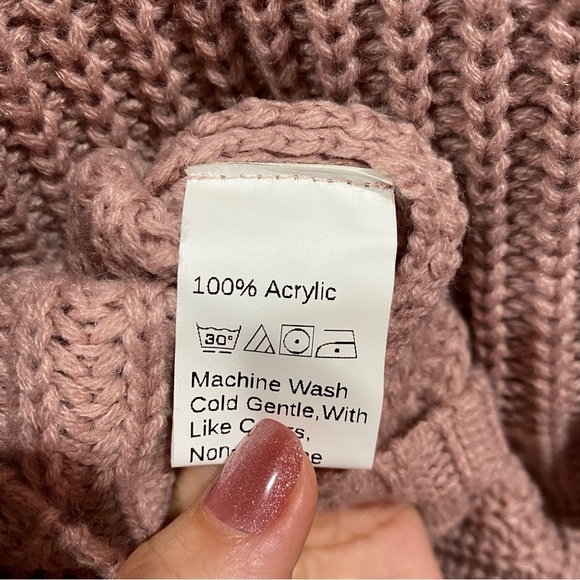 100% Acrylic
30°
Machine Wash
Cold Gentle, With
Like